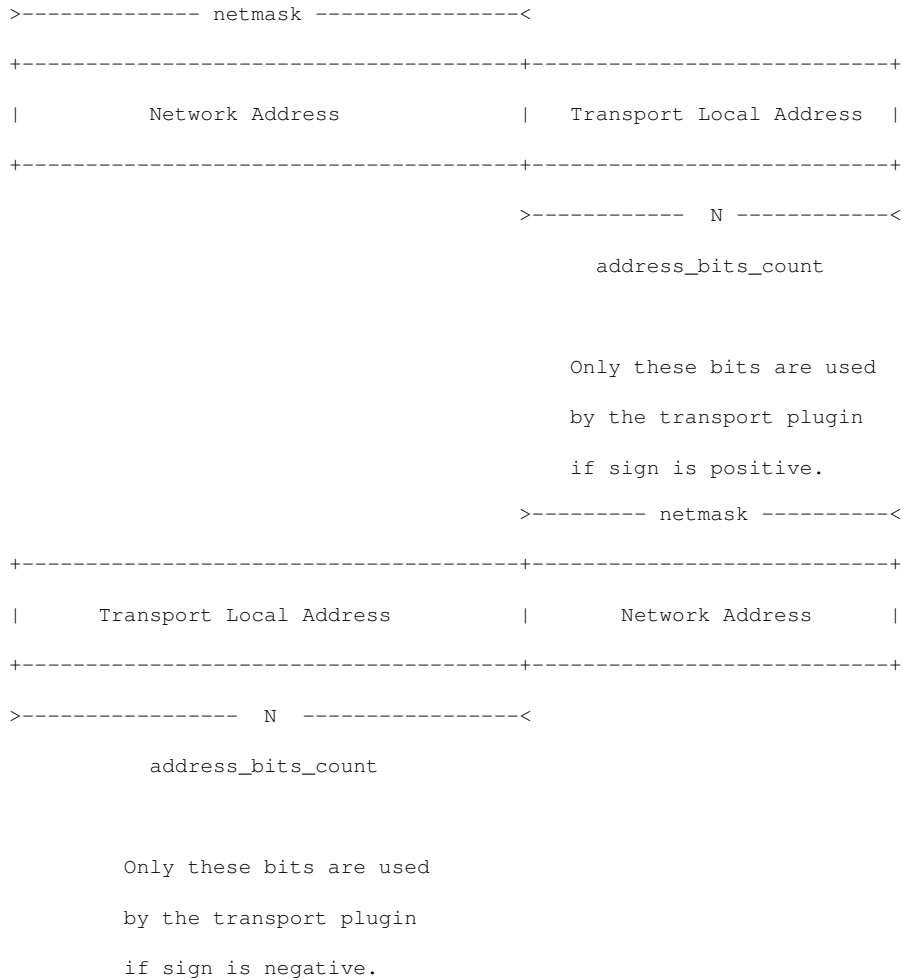 >-------------- netmask ----------------<
+---------------------------------------+----------------------------+
|          Network Address              |   Transport Local Address  |
+---------------------------------------+----------------------------+
                                        >------------  N ------------<
                                              address_bits_count
                                            Only these bits are used
                                            by the transport plugin
                                            if sign is positive.
                                        >--------- netmask ----------<
+---------------------------------------+----------------------------+
|      Transport Local Address          |       Network Address      |
+---------------------------------------+----------------------------+
>-----------------  N  -----------------<
           address_bits_count
         Only these bits are used
         by the transport plugin
         if sign is negative.